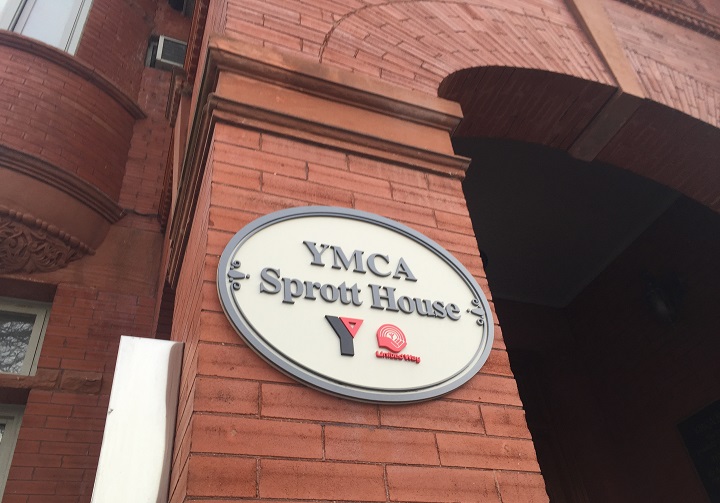 YMCA
Sprott House
Y
United Way